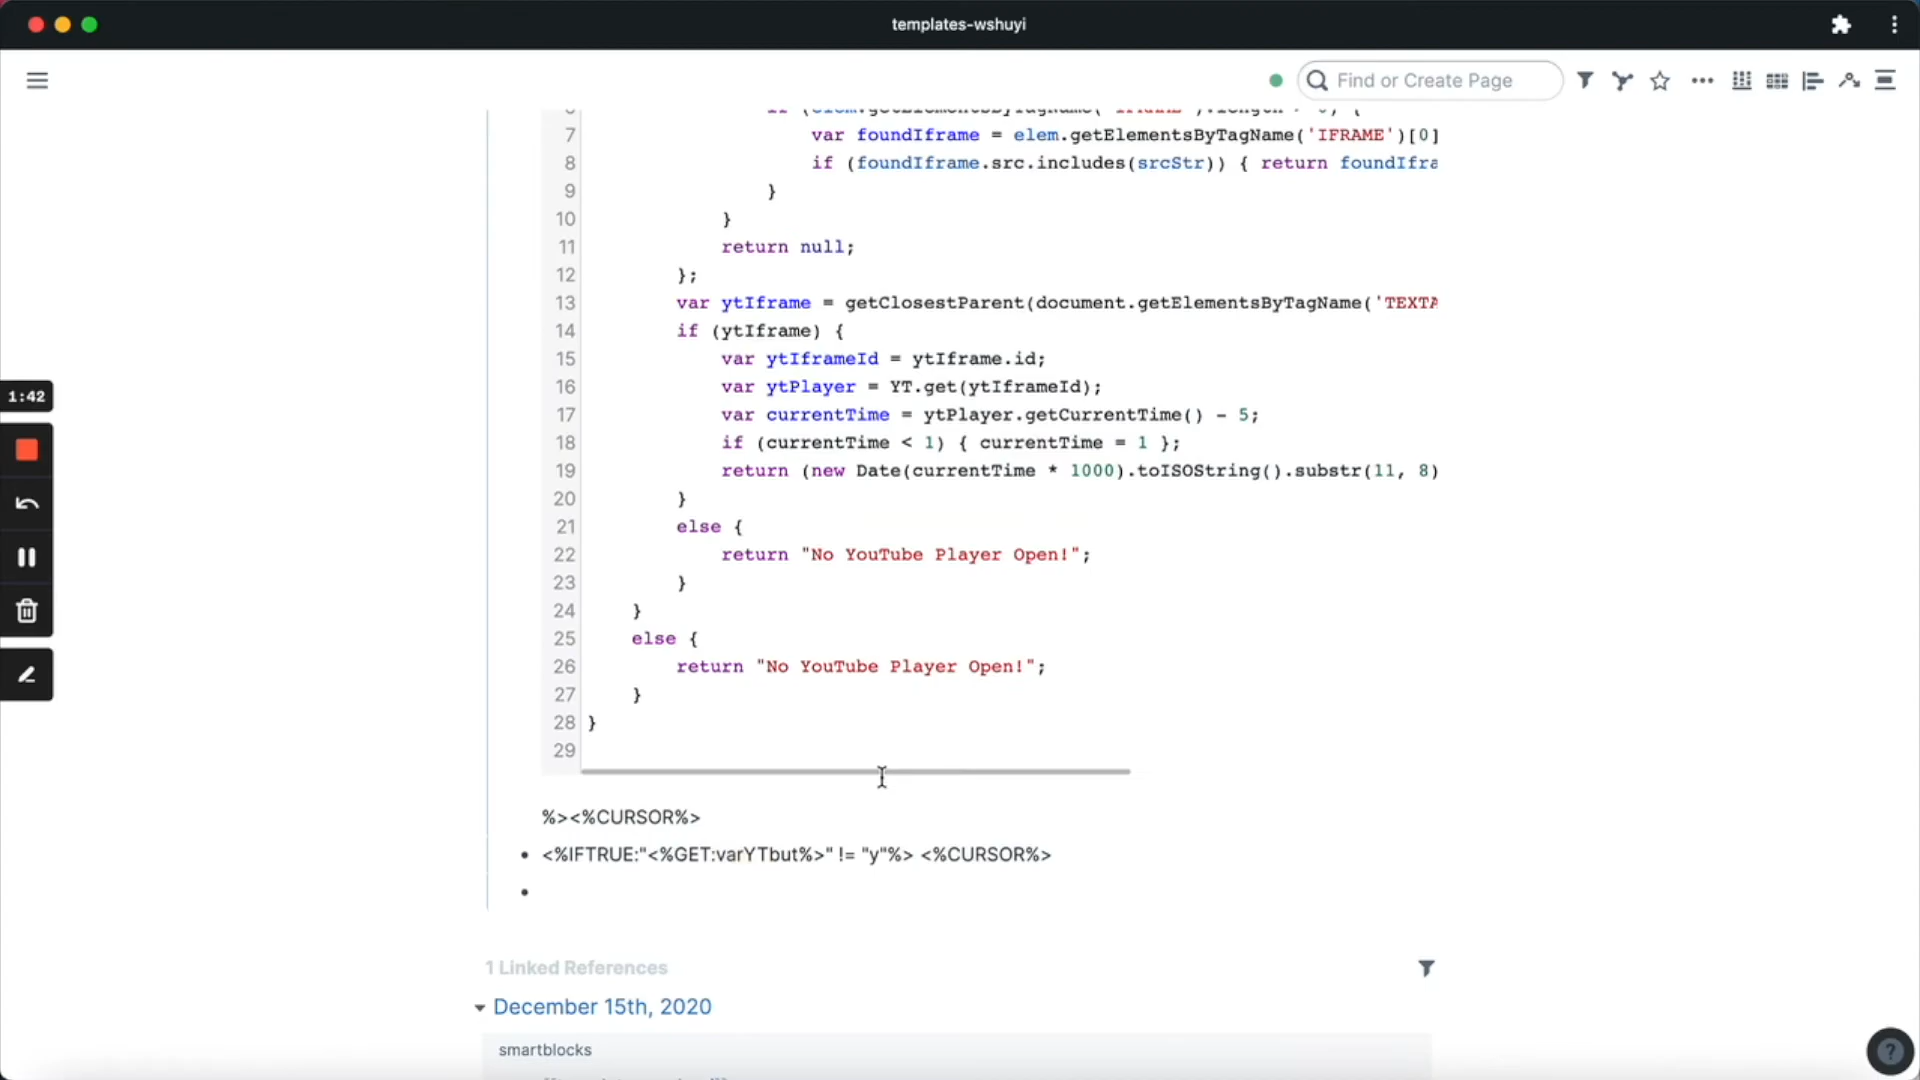 templates-wshuyi
Find or Create Page
7 var foundIframe = elem.getElementsByTagName('IFRAME')[0]
8 if (foundIframe.src.includes(srcStr)) { return foundIfra
9 }
10 }
11 return null;
12 };
13 var ytIframe = getClosestParent(document.getElementsByTagName('TEXTA
14 if (ytIframe) {
15 var ytIframeId = ytIframe.id;
16 var ytPlayer = YT.get(ytIframeId);
17 var currentTime = ytPlayer.getCurrentTime() - 5;
18 if (currentTime < 1) { currentTime = 1 };
19 return (new Date(currentTime * 1000).toISOString().substr(11, 8)
20 }
21 else {
22 return "No YouTube Player Open!";
23 }
24 }
25 else {
26 return "No YouTube Player Open!";
27 }
28 }
29
1:42
%><%CURSOR%>
• <%IFTRUE:"<%GET:varYTbut%>" != "y"%> <%CURSOR%>
•
1 Linked References
December 15th, 2020
smartblocks
?